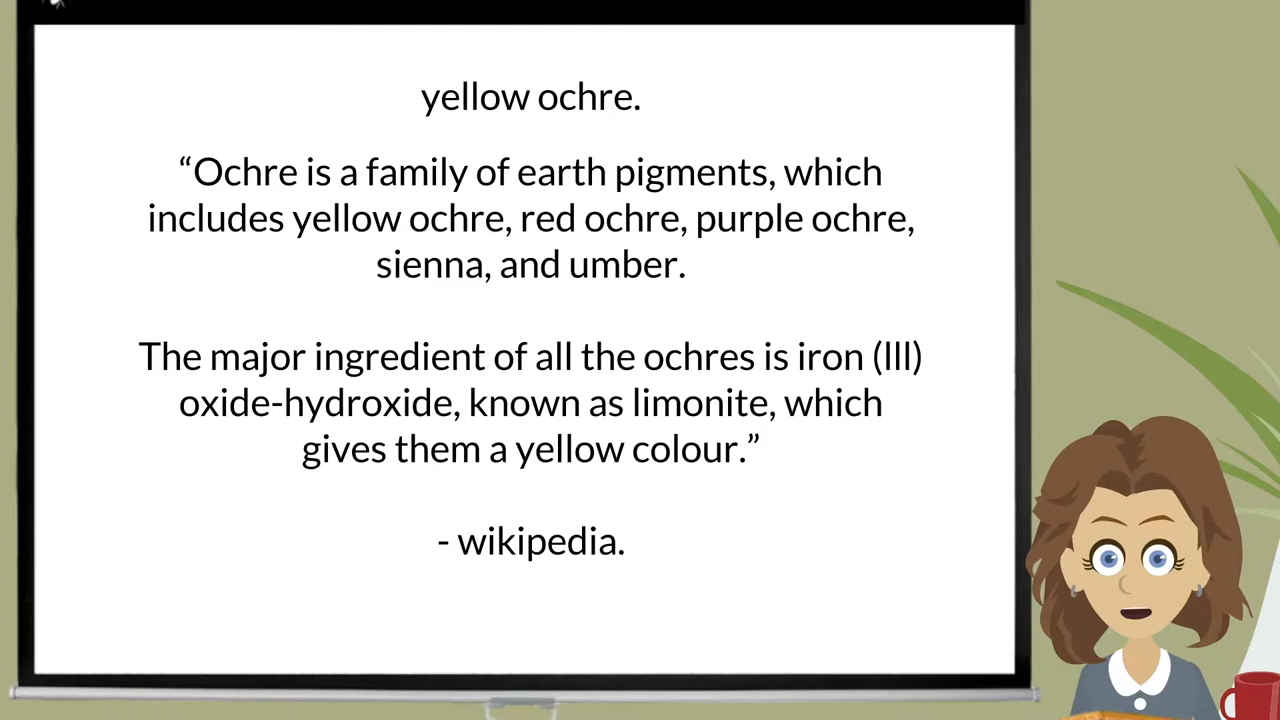 yellow ochre.
“Ochre is a family of earth pigments, which
includes yellow ochre, red ochre, purple ochre,
sienna, and umber.
The major ingredient of all the ochres is iron (III)
oxide-hydroxide, known as limonite, which
gives them a yellow colour.”
- wikipedia.